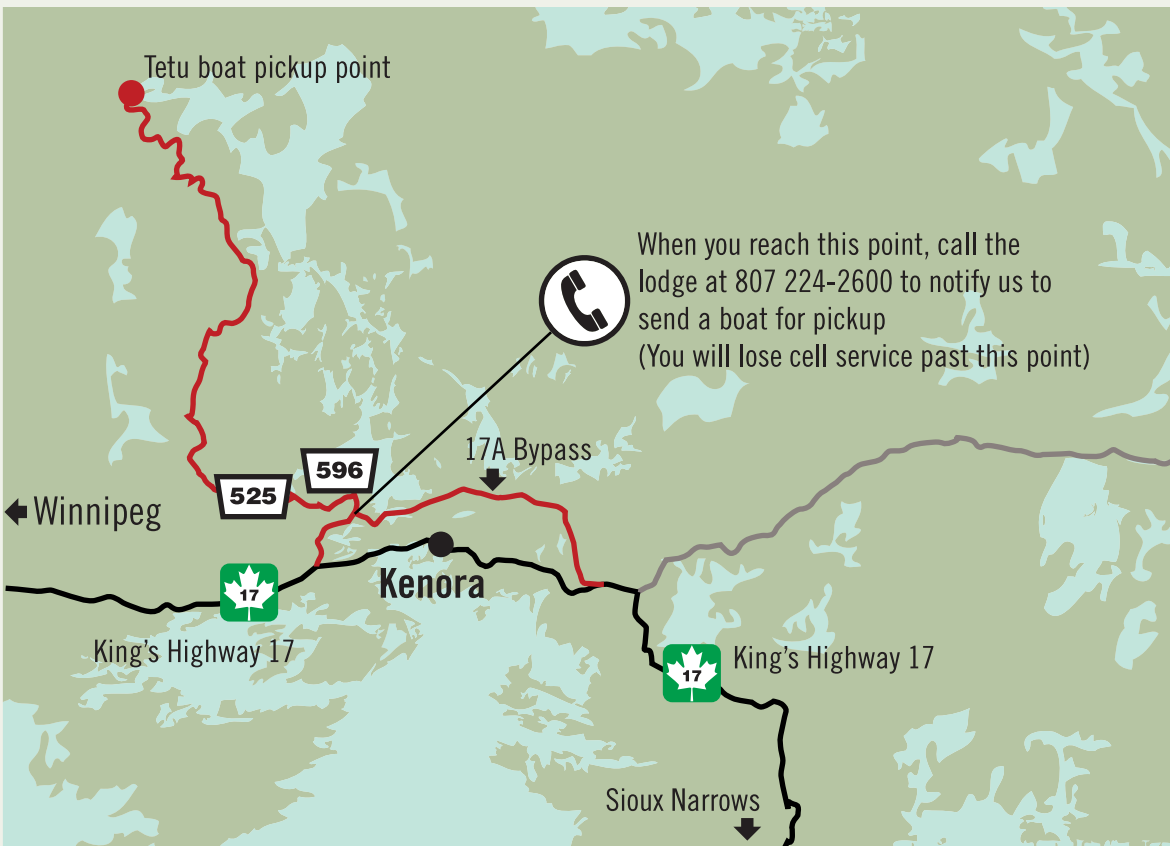 Tetu boat pickup point
When you reach this point, call the
lodge at 807 224-2600 to notify us to
send a boat for pickup
(You will lose cell service past this point)
17A Bypass
596
525
Winnipeg
Kenora
17
King's Highway 17
17
King's Highway 17
Sioux Narrows